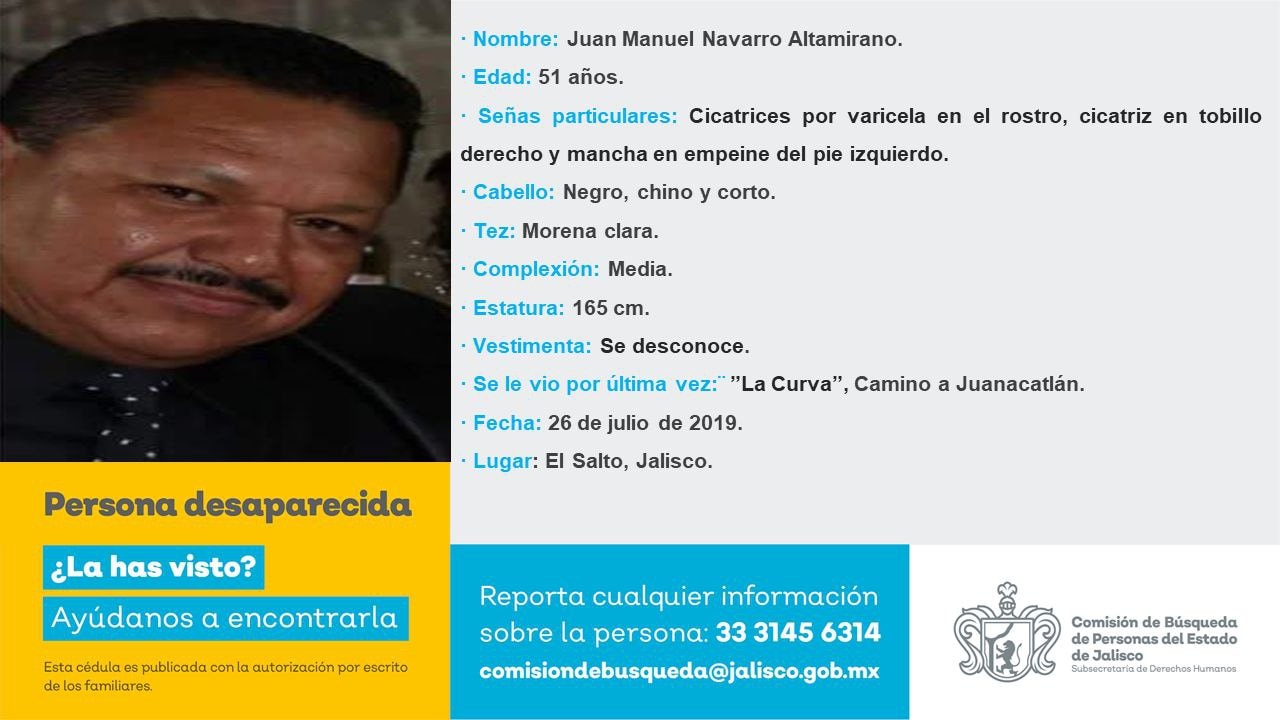 · Nombre: Juan Manuel Navarro Altamirano.
· Edad: 51 años.
· Señas particulares: Cicatrices por varicela en el rostro, cicatriz en tobillo
derecho y mancha en empeine del pie izquierdo.
· Cabello: Negro, chino y corto.
· Tez: Morena clara.
· Complexión: Media.
· Estatura: 165 cm.
· Vestimenta: Se desconoce.
· Se le vio por última vez:¨ ”La Curva”, Camino a Juanacatlán.
· Fecha: 26 de julio de 2019.
· Lugar: El Salto, Jalisco.
Persona desaparecida
¿La has visto?
Ayúdanos a encontrarla
Esta cédula es publicada con la autorización por escrito
de los familiares.
Reporta cualquier información
sobre la persona: 33 3145 6314
comisiondebusqueda@jalisco.gob.mx
Comisión de Búsqueda
de Personas del Estado
de Jalisco
Subsecretaría de Derechos Humanos